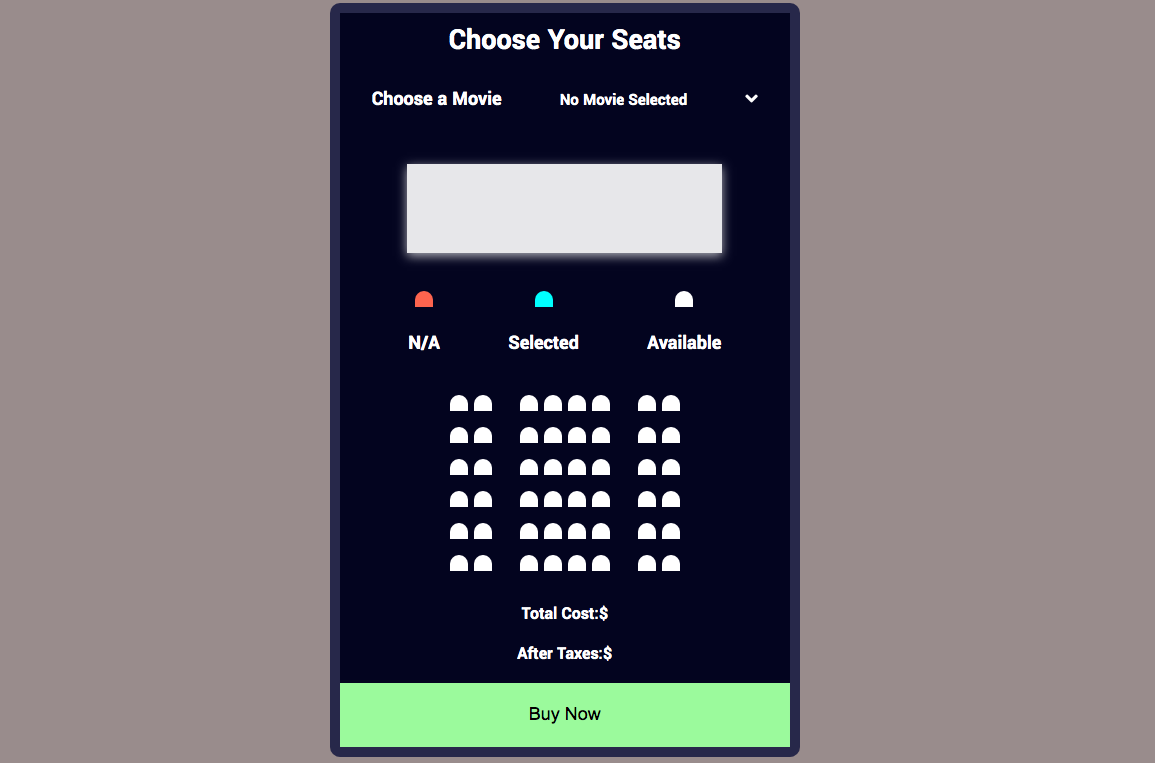 Choose Your Seats
Choose a Movie No Movie Selected
N/A Selected Available
Total Cost:$
After Taxes:$
Buy Now